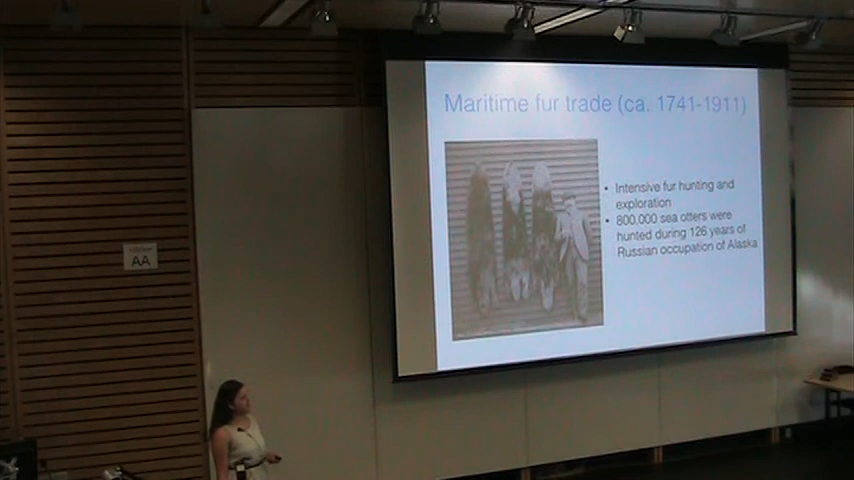 Maritime fur trade (ca. 1741-1911)
• Intensive fur hunting and
exploration
• 800,000 sea otters were
hunted during 126 years of
Russian occupation of Alaska
AA